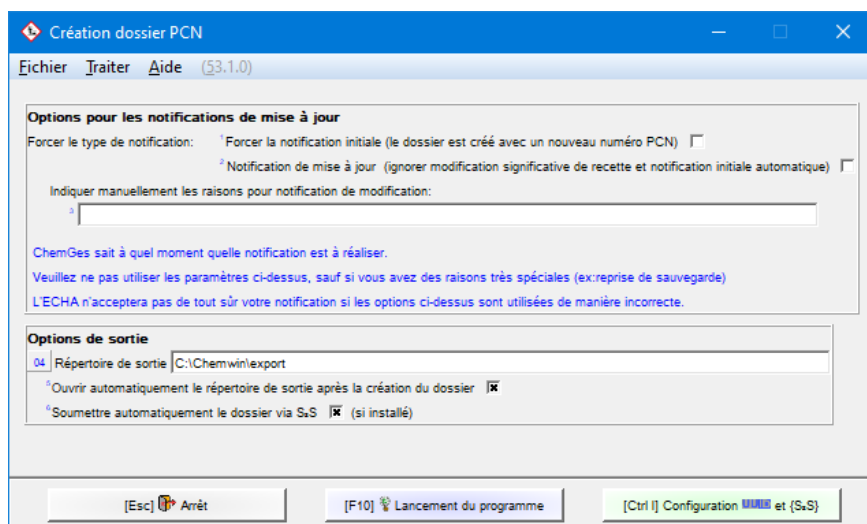 Création dossier PCN
Fichier Traiter Aide (53.1.0)
Options pour les notifications de mise à jour
Forcer le type de notification: 1 Forcer la notification initiale (le dossier est créé avec un nouveau numéro PCN)
2 Notification de mise à jour (ignorer modification significative de recette et notification initiale automatique)
Indiquer manuellement les raisons pour notification de modification:
3
ChemGes sait à quel moment quelle notification est à réaliser.
Veuillez ne pas utiliser les paramètres ci-dessus, sauf si vous avez des raisons très spéciales (ex:reprise de sauvegarde)
L'ECHA n'acceptera pas de tout sûr votre notification si les options ci-dessus sont utilisées de manière incorrecte.
Options de sortie
04 Répertoire de sortie C:\Chemwin\export
5 Ouvrir automatiquement le répertoire de sortie après la création du dossier
6 Soumettre automatiquement le dossier via S2S (si installé)
[Esc] Arrêt [F10] Lancement du programme [Ctrl I] Configuration et {S2S}